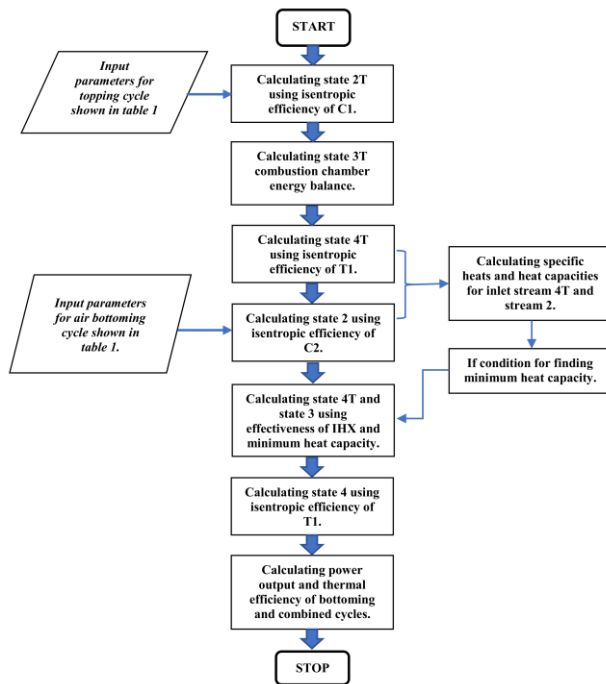 START
Input
parameters for
topping cycle
shown in table 1
Calculating state 2T
using isentropic
efficiency of C1.
Calculating state 3T
combustion chamber
energy balance.
Calculating state 4T
using isentropic
efficiency of T1.
Calculating specific
heats and heat capacities
for inlet stream 4T and
stream 2.
Input parameters
for air bottoming
cycle shown in
table 1.
Calculating state 2 using
isentropic efficiency of
C2.
If condition for finding
minimum heat capacity.
Calculating state 4T and
state 3 using
effectiveness of IHX and
minimum heat capacity.
Calculating state 4 using
isentropic efficiency of
T1.
Calculating power
output and thermal
efficiency of bottoming
and combined cycles.
STOP